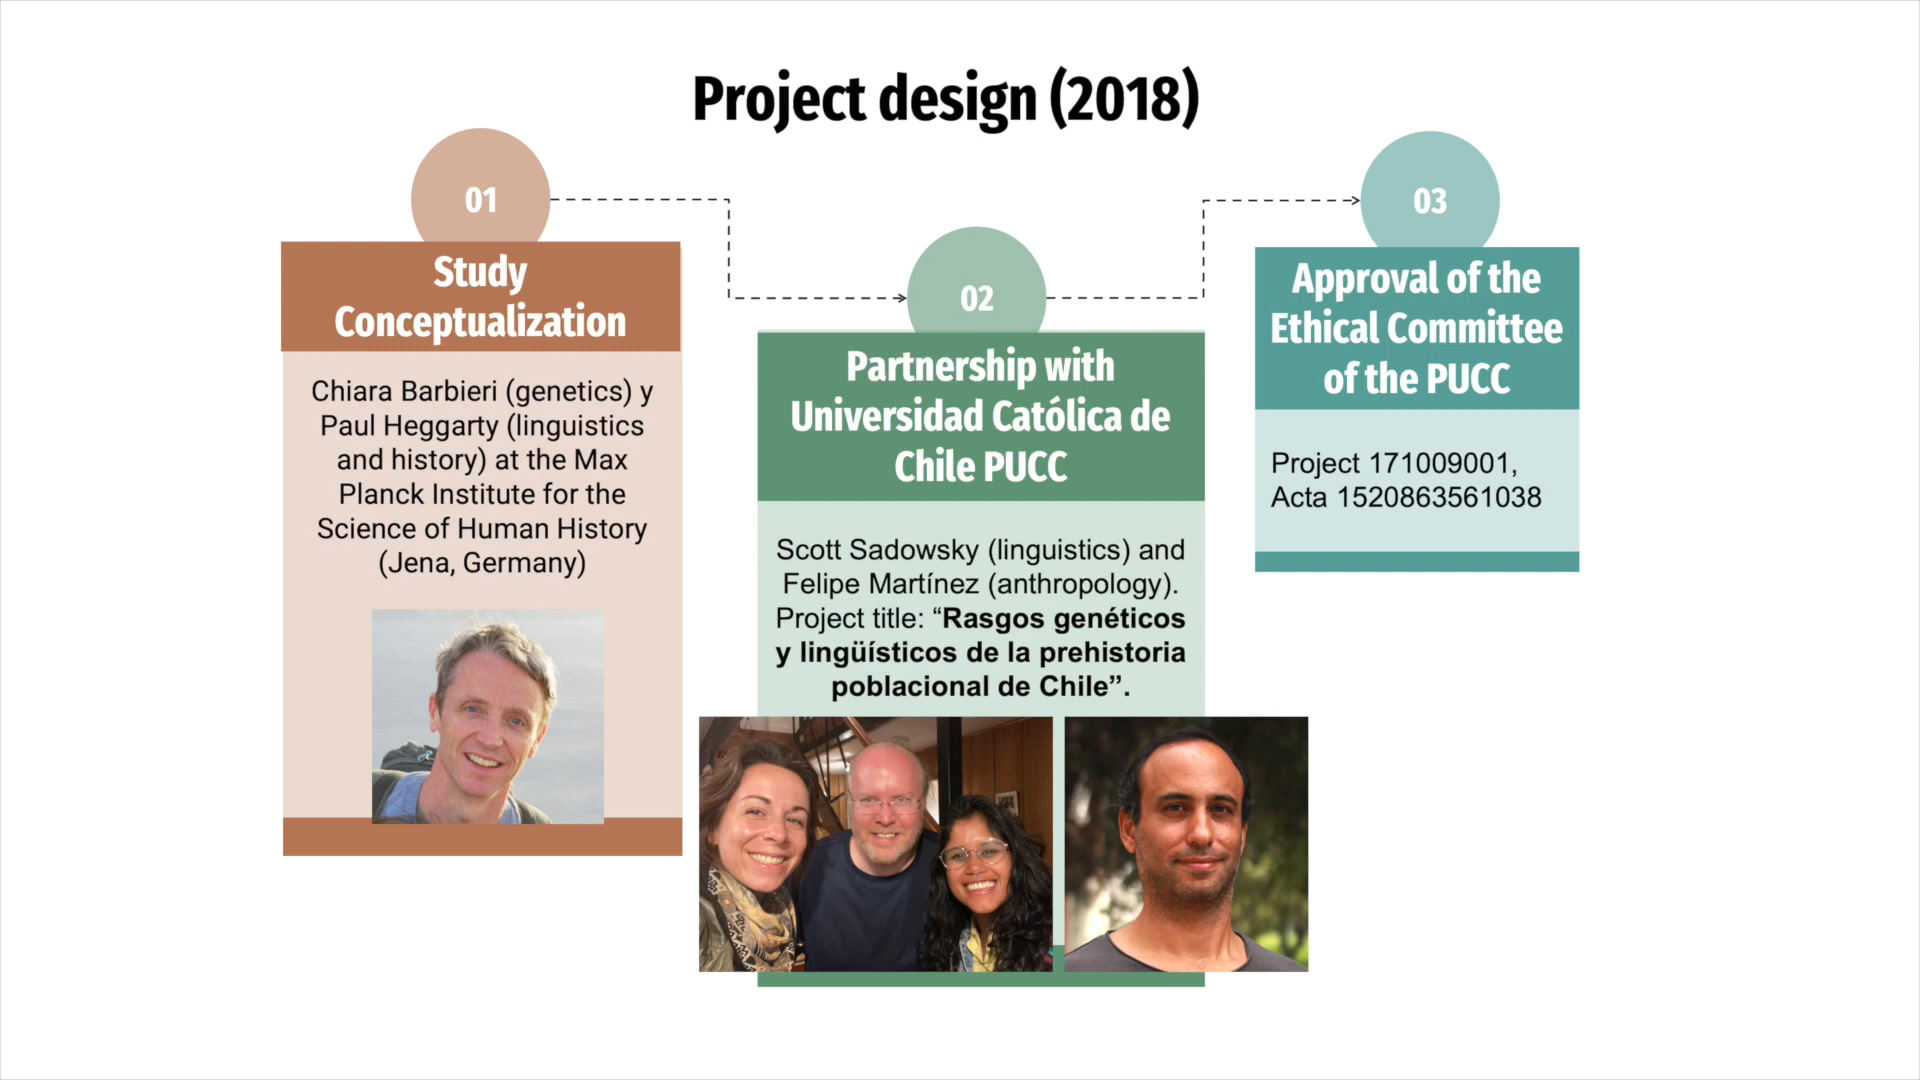 Project design (2018)
01
Study
Conceptualization
Chiara Barbieri (genetics) y
Paul Heggarty (linguistics
and history) at the Max
Planck Institute for the
Science of Human History
(Jena, Germany)
02
Partnership with
Universidad Católica de
Chile PUCC
Scott Sadowsky (linguistics) and
Felipe Martínez (anthropology).
Project title: “Rasgos genéticos
y lingüísticos de la prehistoria
poblacional de Chile”.
03
Approval of the
Ethical Committee
of the PUCC
Project 171009001,
Acta 1520863561038